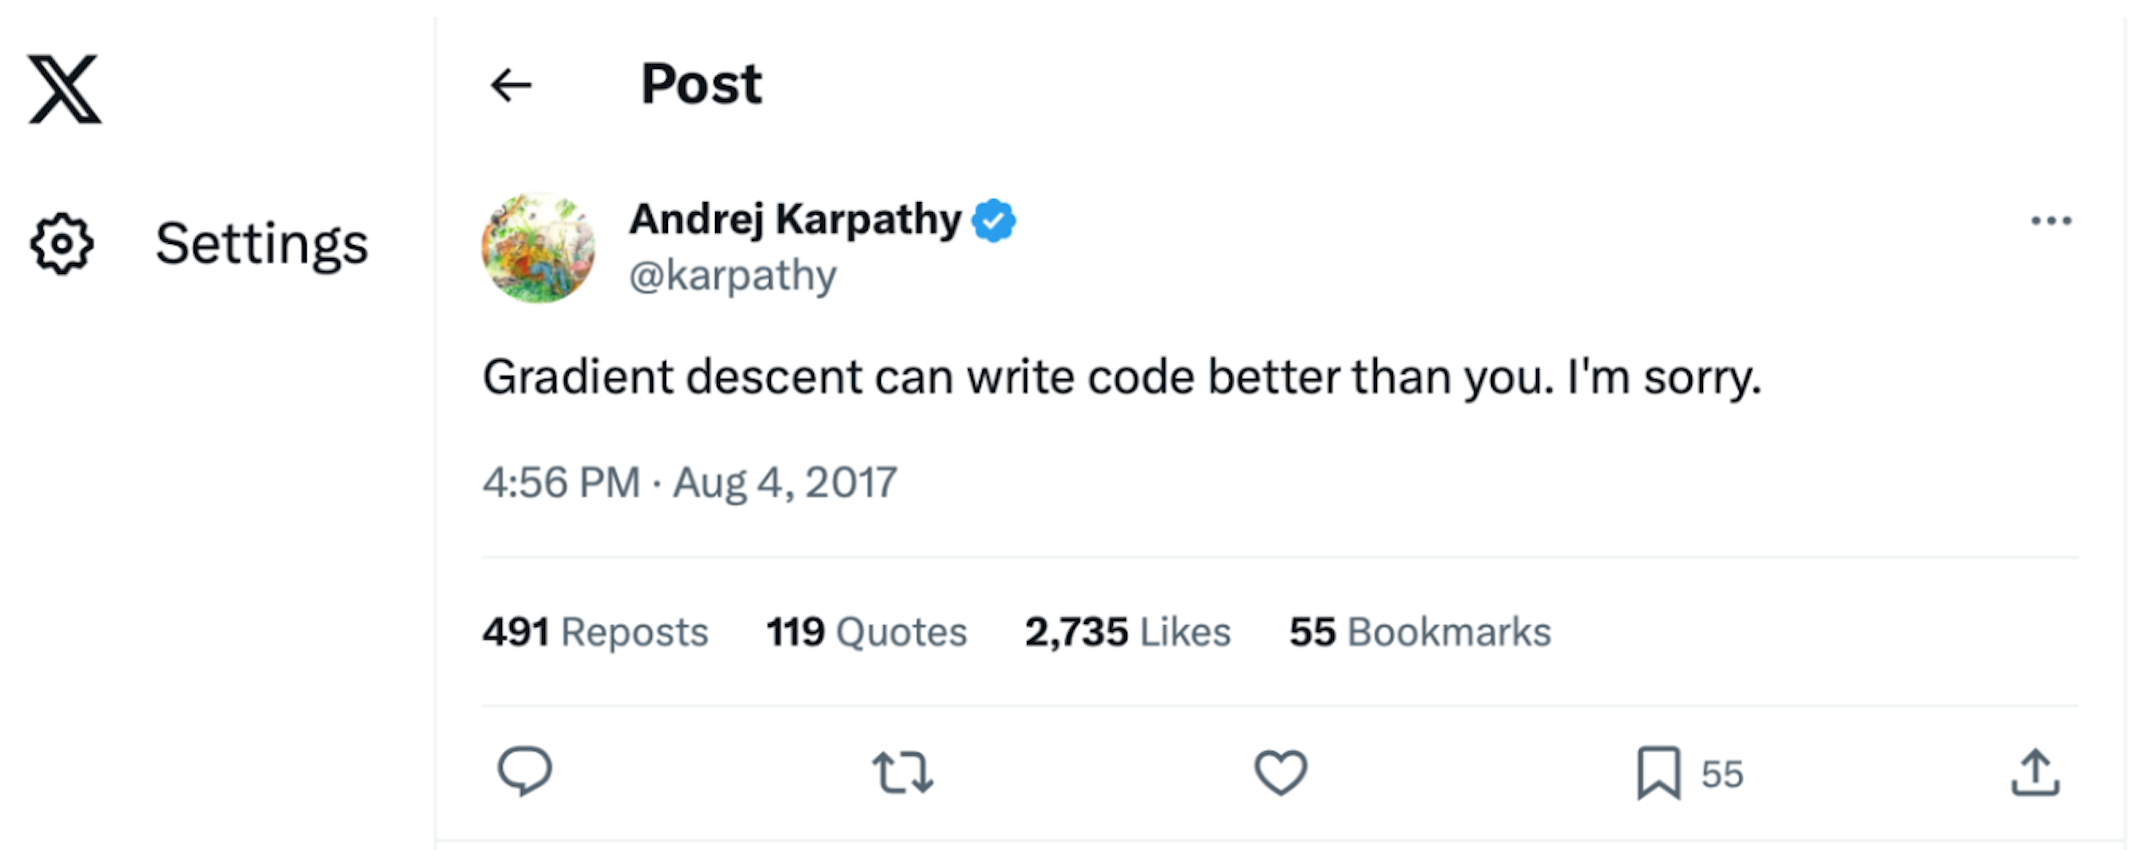 Post
Settings
Andrej Karpathy
@karpathy
Gradient descent can write code better than you. I'm sorry.
4:56 PM · Aug 4, 2017
491 Reposts 119 Quotes 2,735 Likes 55 Bookmarks
55